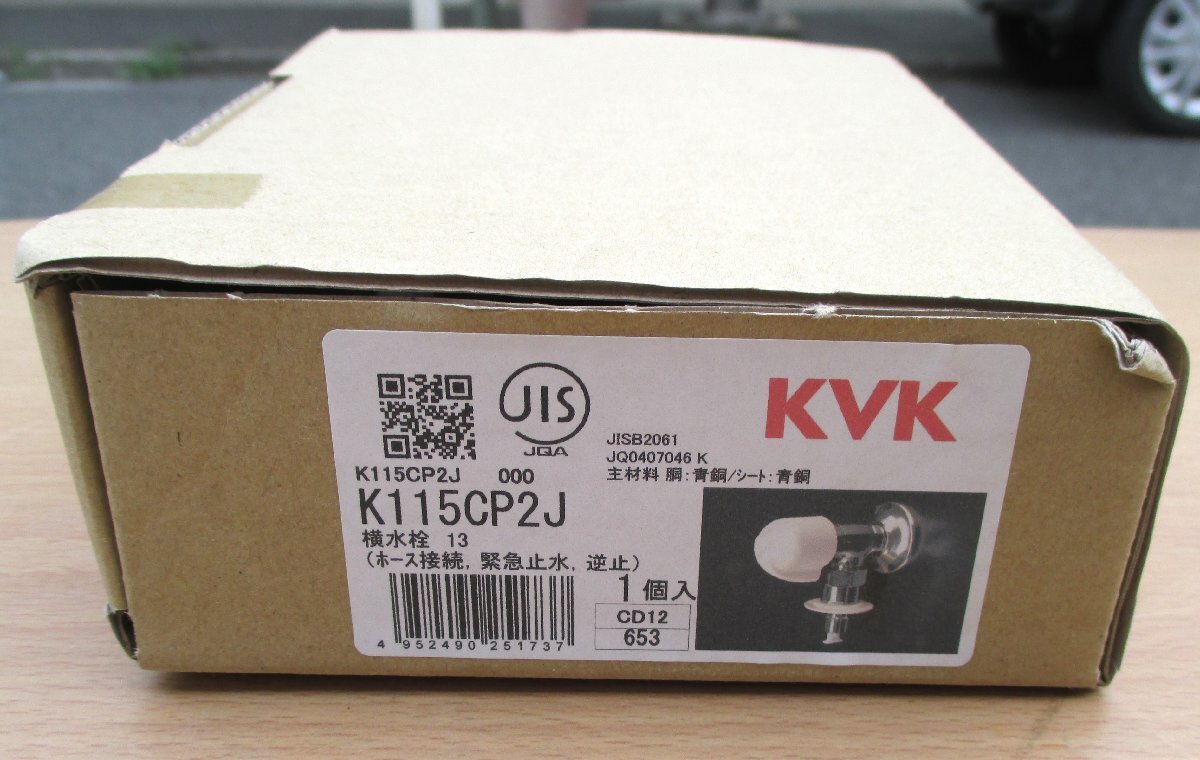 JIS
JQA
KVK
JISB2061
JQ0407046 K
主材料 胴：青銅/シート：青銅
K115CP2J 000
K115CP2J
横水栓 13
（ホース接続，緊急止水，逆止）
1個入
CD12
653
4 952490 251737